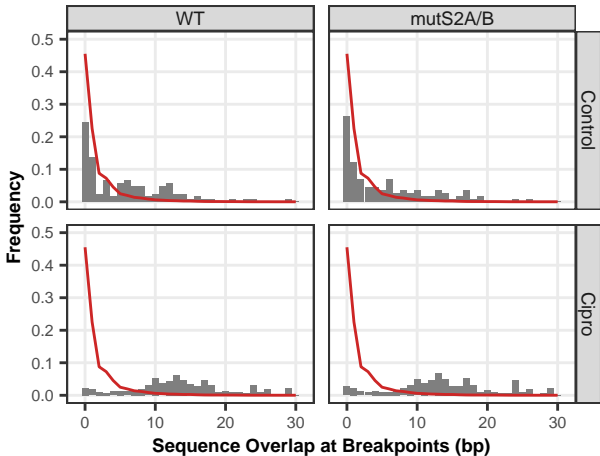 WT mutS2A/B
0.5
0.4
0.3
0.2
0.1
0.0
Control
0.5
0.4
0.3
0.2
0.1
0.0
Cipro
Frequency
0 10 20 30 0 10 20 30
Sequence Overlap at Breakpoints (bp)